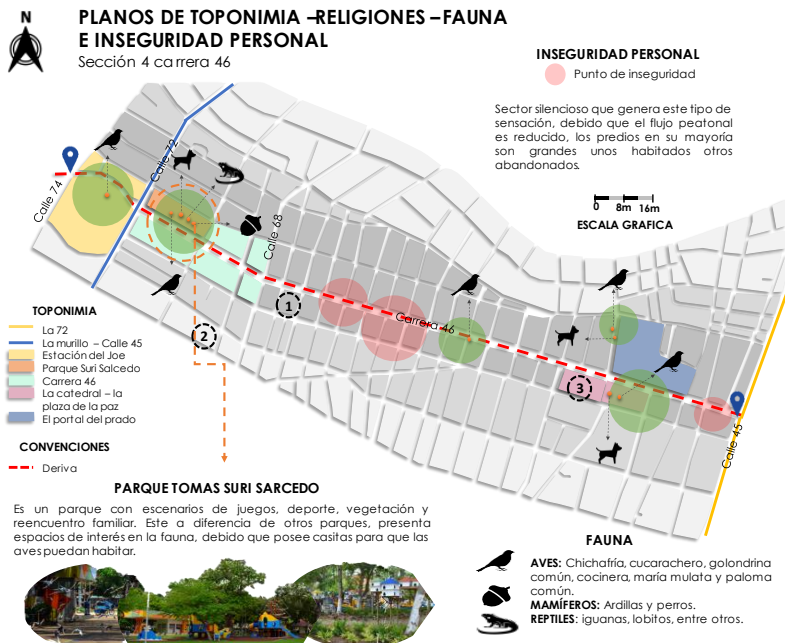 N
PLANOS DE TOPONIMIA –RELIGIONES –FAUNA
E INSEGURIDAD PERSONAL
Sección 4 carrera 46
INSEGURIDAD PERSONAL
Punto de inseguridad
Sector silencioso que genera este tipo de
sensación, debido que el flujo peatonal
es reducido, los predios en su mayoría
son grandes unos habitados otros
abandonados.
0 8m 16m
ESCALA GRAFICA
Calle 74
Calle 72
Calle 68
Carrera 46
Calle 45
1
2
3
TOPONIMIA
La 72
La murillo – Calle 45
Estación del Joe
Parque Suri Salcedo
Carrera 46
La catedral – la
plaza de la paz
El portal del prado
CONVENCIONES
Deriva
PARQUE TOMAS SURI SARCEDO
Es un parque con escenarios de juegos, deporte, vegetación y
reencuentro familiar. Este a diferencia de otros parques, presenta
espacios de interés en la fauna, debido que posee casitas para que las
aves puedan habitar.
FAUNA
AVES: Chichafría, cucarachero, golondrina
común, cocinera, maría mulata y paloma
común.
MAMÍFEROS: Ardillas y perros.
REPTILES: iguanas, lobitos, entre otros.